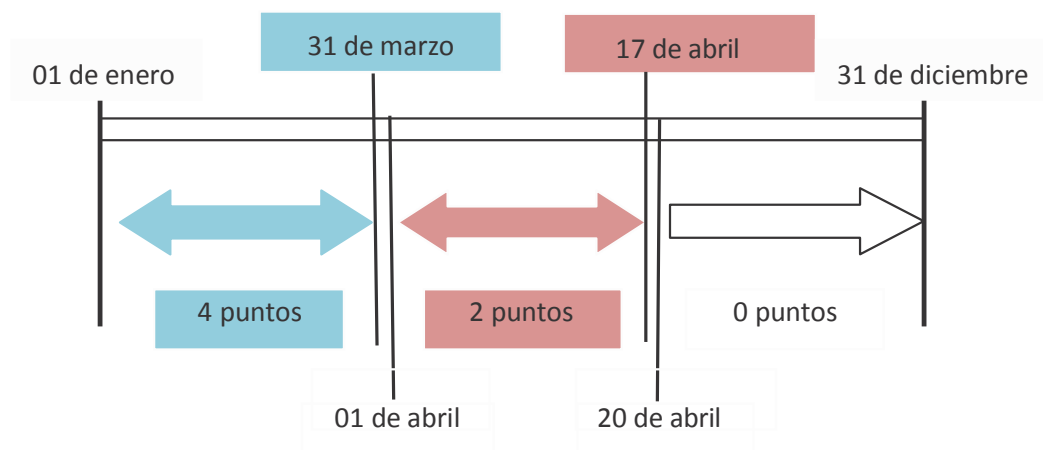 01 de enero
31 de marzo
17 de abril
31 de diciembre
4 puntos
2 puntos
0 puntos
01 de abril
20 de abril